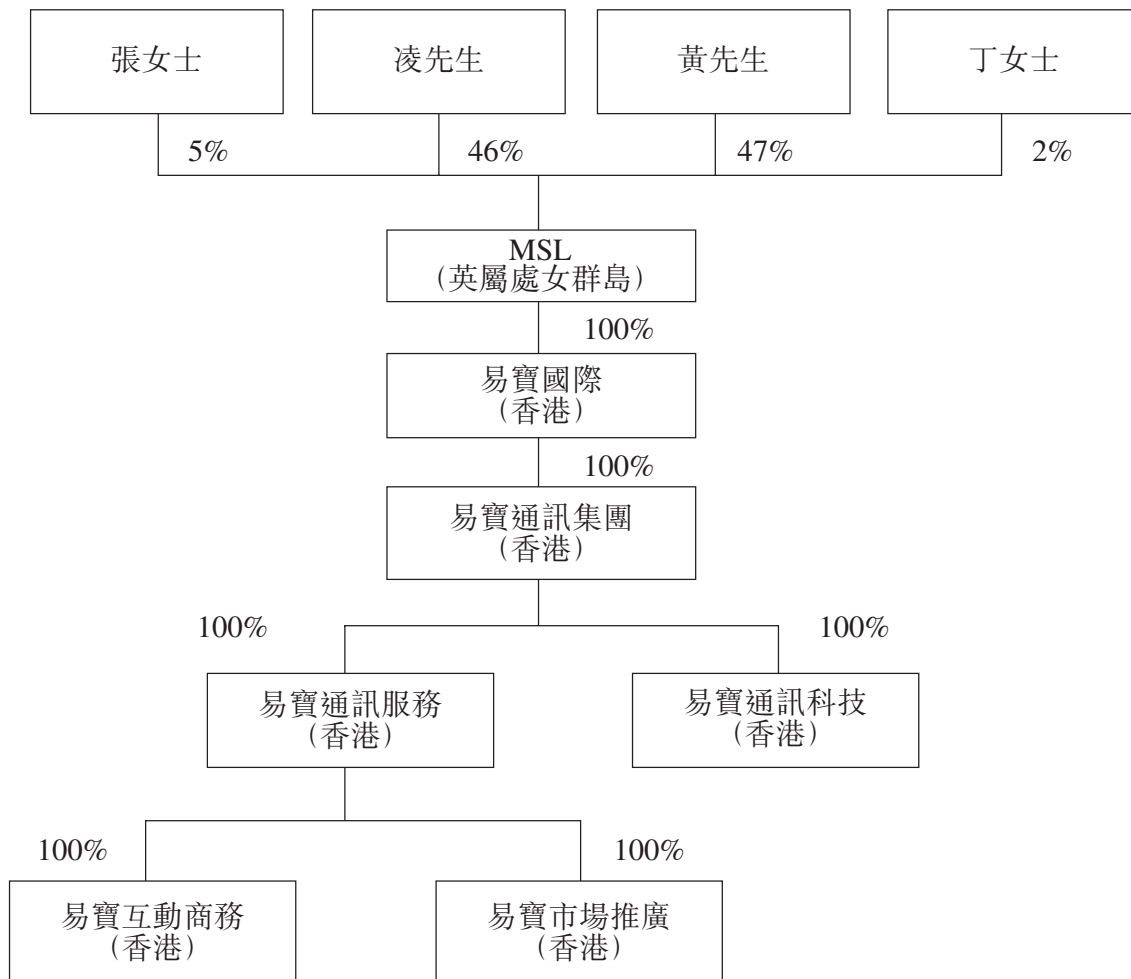 張女士
凌先生
黃先生
丁女士
5%
46%
47%
2%
MSL
（英屬處女群島）
100%
易寶國際
（香港）
100%
易寶通訊集團
（香港）
100%
100%
易寶通訊服務
（香港）
易寶通訊科技
（香港）
100%
100%
易寶互動商務
（香港）
易寶市場推廣
（香港）